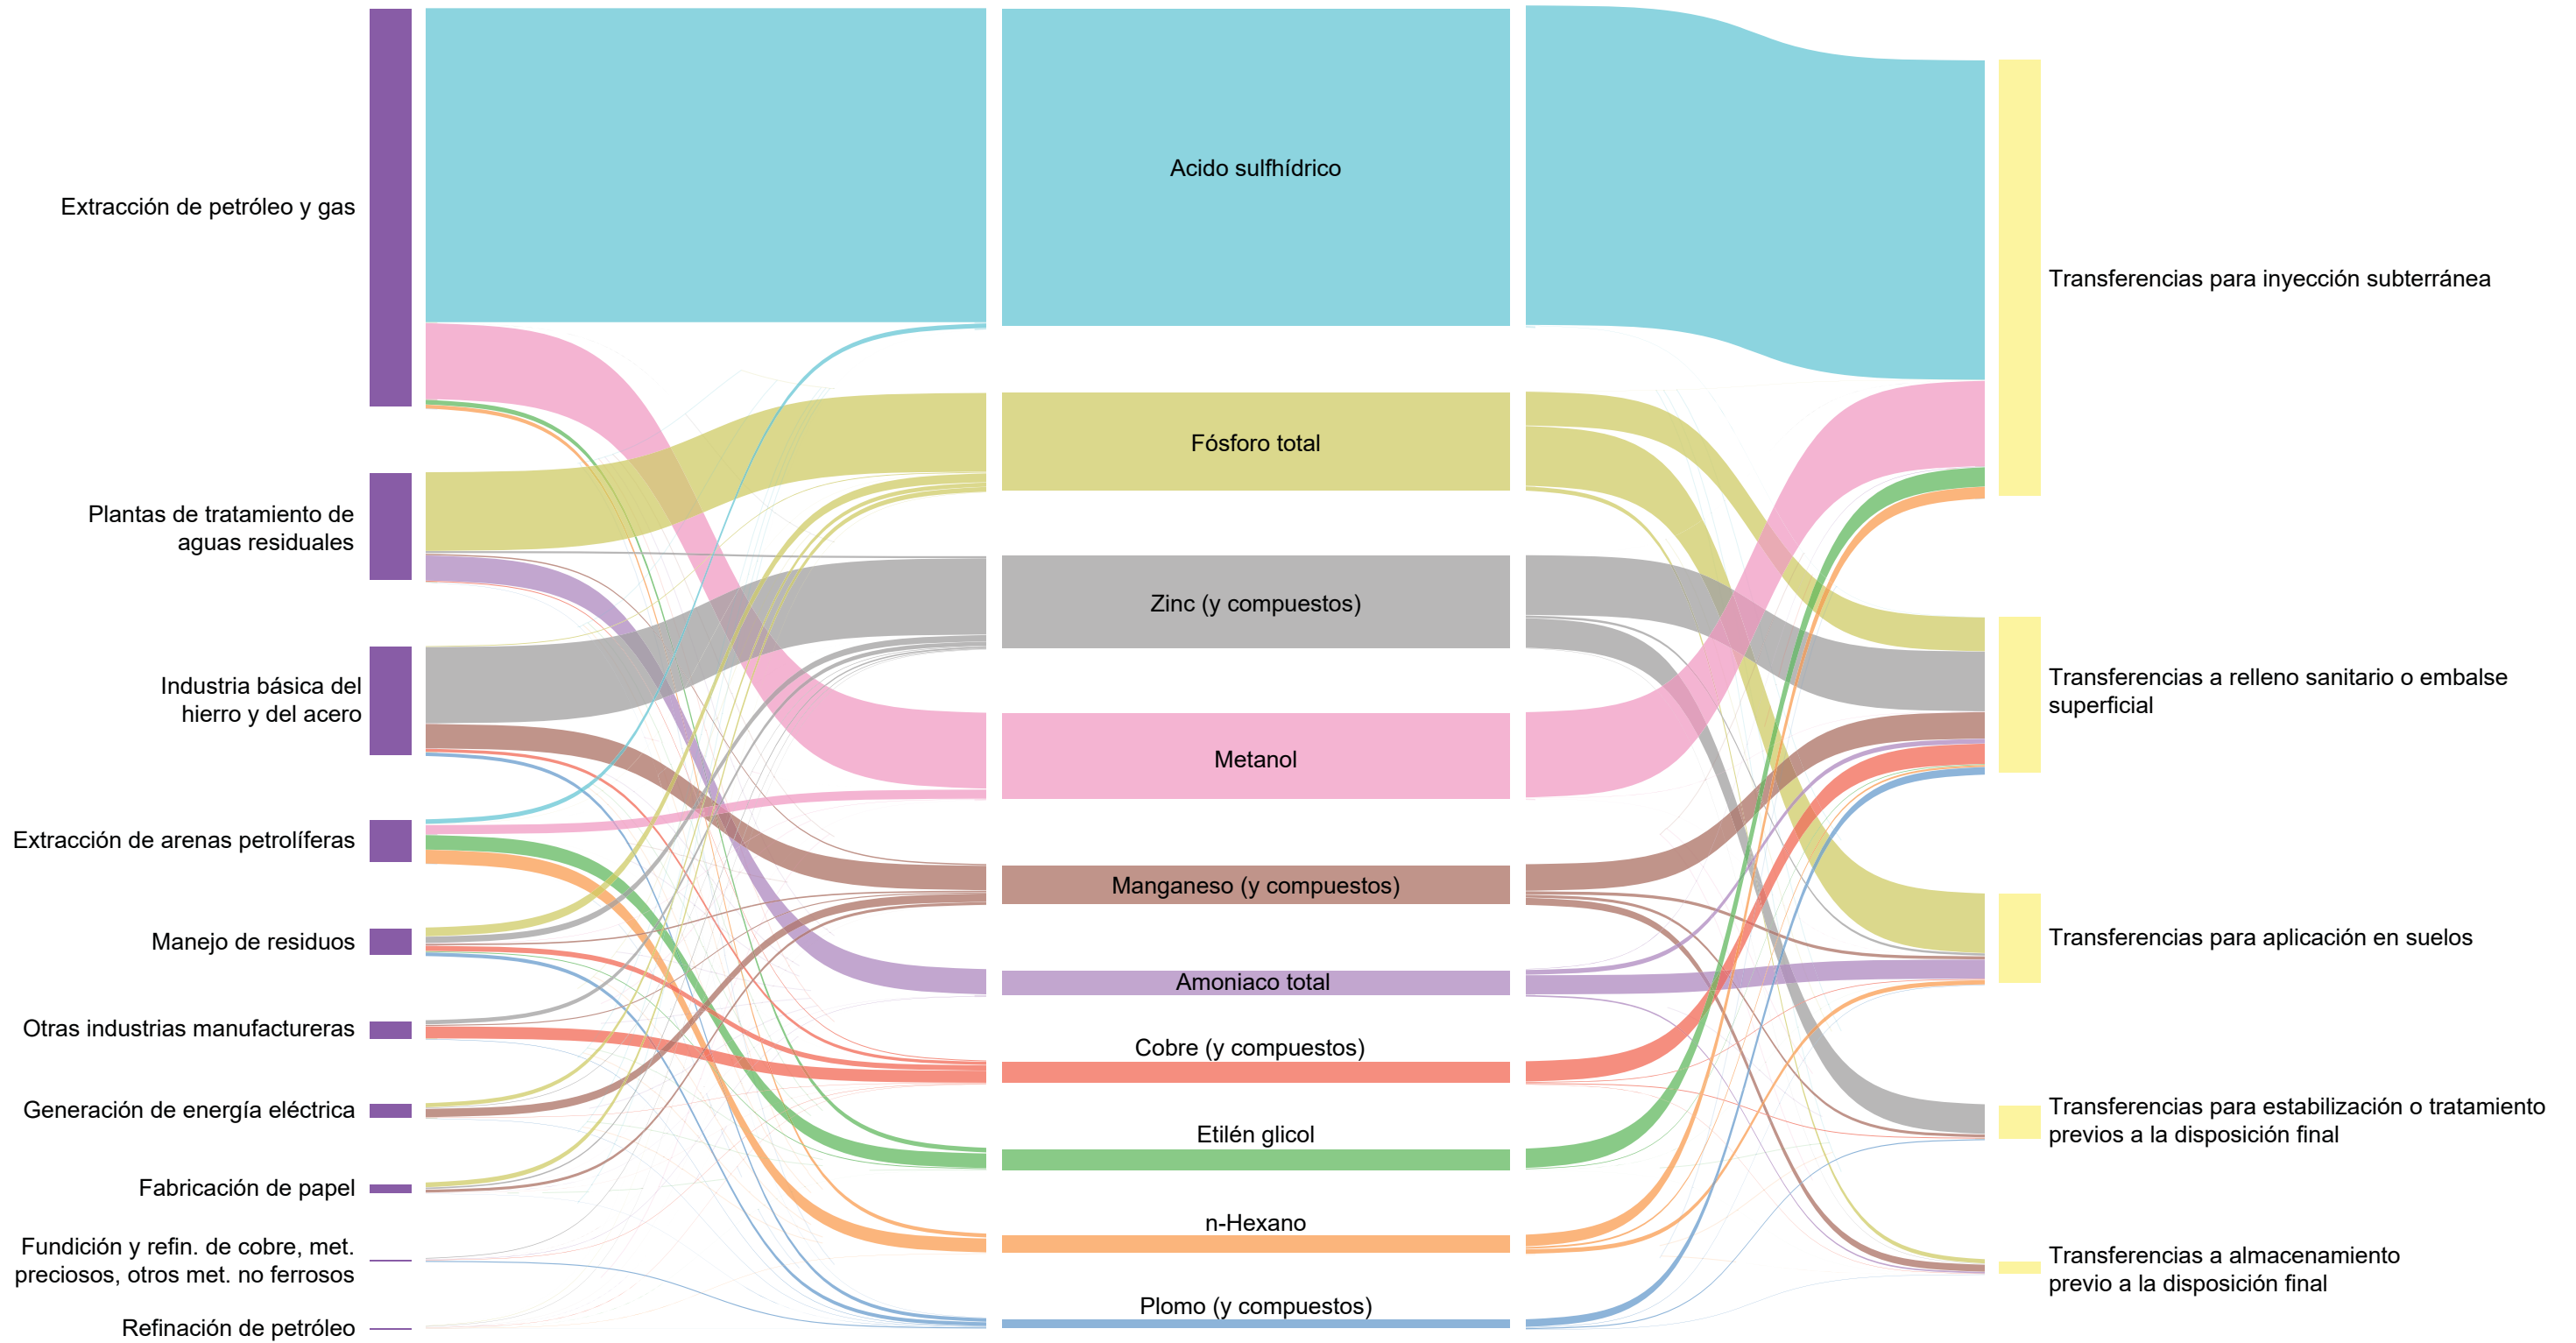 Extracción de petróleo y gas
Plantas de tratamiento de
aguas residuales
Industria básica del
hierro y del acero
Extracción de arenas petrolíferas
Manejo de residuos
Otras industrias manufactureras
Generación de energía eléctrica
Fabricación de papel
Fundición y refin. de cobre, met.
preciosos, otros met. no ferrosos
Refinación de petróleo
Acido sulfhídrico
Fósforo total
Zinc (y compuestos)
Metanol
Manganeso (y compuestos)
Amoniaco total
Cobre (y compuestos)
Etilén glicol
n-Hexano
Plomo (y compuestos)
Transferencias para inyección subterránea
Transferencias a relleno sanitario o embalse
superficial
Transferencias para aplicación en suelos
Transferencias para estabilización o tratamiento
previos a la disposición final
Transferencias a almacenamiento
previo a la disposición final